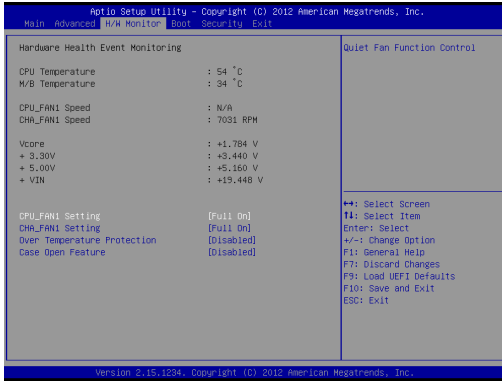 Aptio Setup Utility – Copyright (C) 2012 American Megatrends, Inc.
Main Advanced H/W Monitor Boot Security Exit
Hardware Health Event Monitoring
Quiet Fan Function Control
CPU Temperature : 54 °C
M/B Temperature : 34 °C
CPU_FAN1 Speed : N/A
CHA_FAN1 Speed : 7031 RPM
Vcore : +1.784 V
+ 3.30V : +3.440 V
+ 5.00V : +5.160 V
+ VIN : +19.448 V
CPU_FAN1 Setting [Full On]
CHA_FAN1 Setting [Full On]
Over Temperature Protection [Disabled]
Case Open Feature [Disabled]
↔: Select Screen
↑↓: Select Item
Enter: Select
+/-: Change Option
F1: General Help
F7: Discard Changes
F9: Load UEFI Defaults
F10: Save and Exit
ESC: Exit
Version 2.15.1234. Copyright (C) 2012 American Megatrends, Inc.